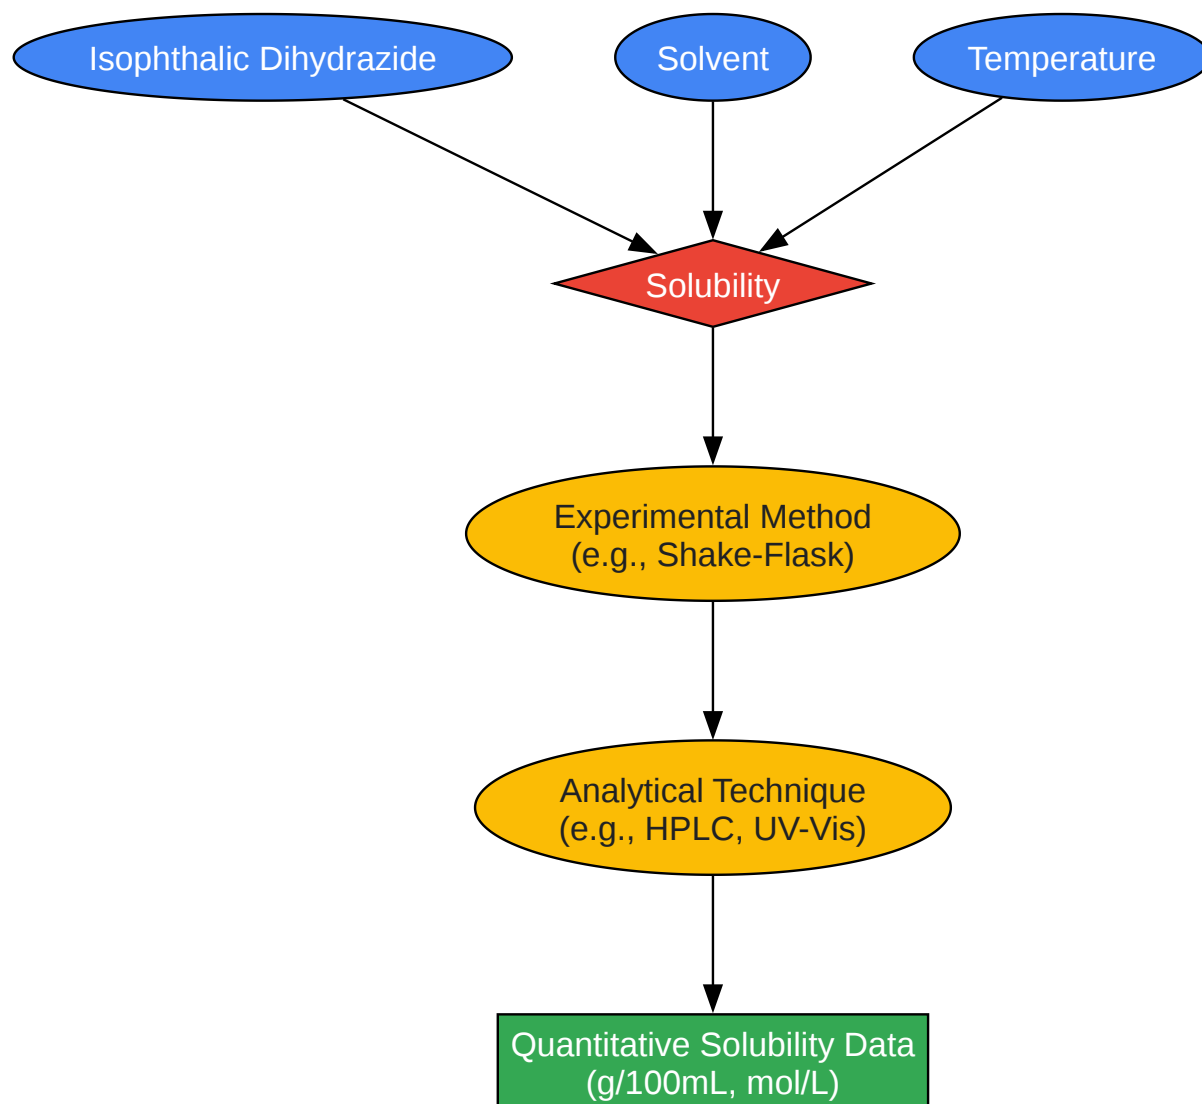 Isophthalic Dihydrazide
Solvent
Temperature
Solubility
Experimental Method
(e.g., Shake-Flask)
Analytical Technique
(e.g., HPLC, UV-Vis)
Quantitative Solubility Data
(g/100mL, mol/L)